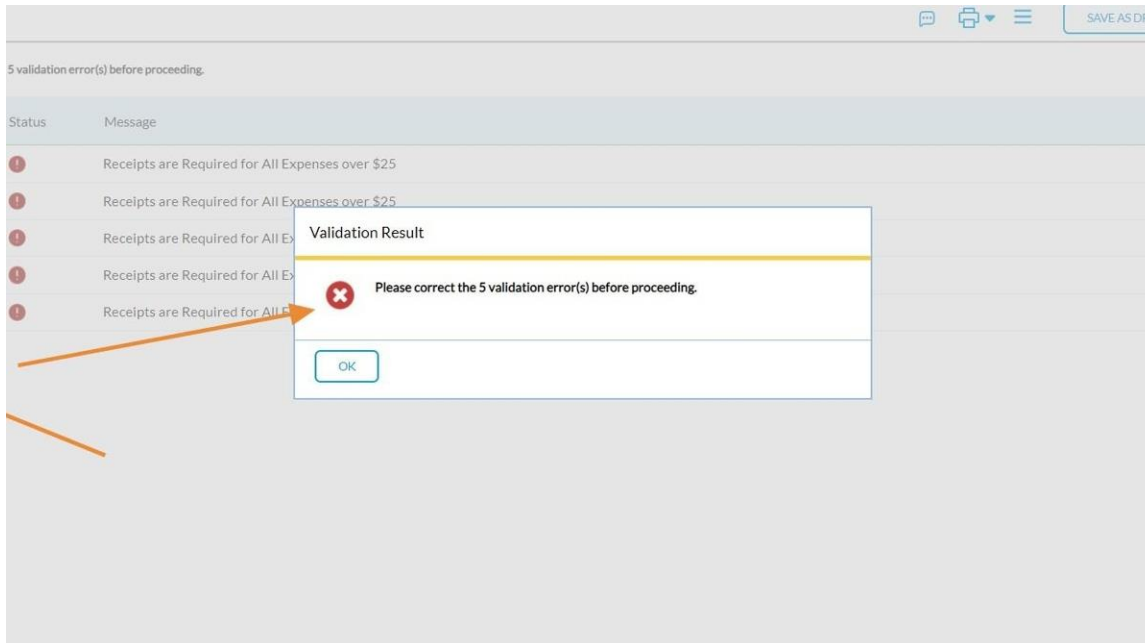 SAVE AS
5 validation error(s) before proceeding.
Status Message
Receipts are Required for All Expenses over $25
Receipts are Required for All Expenses over $25
Receipts are Required for All
Receipts are Required for All
Receipts are Required for All
Validation Result
Please correct the 5 validation error(s) before proceeding.
OK